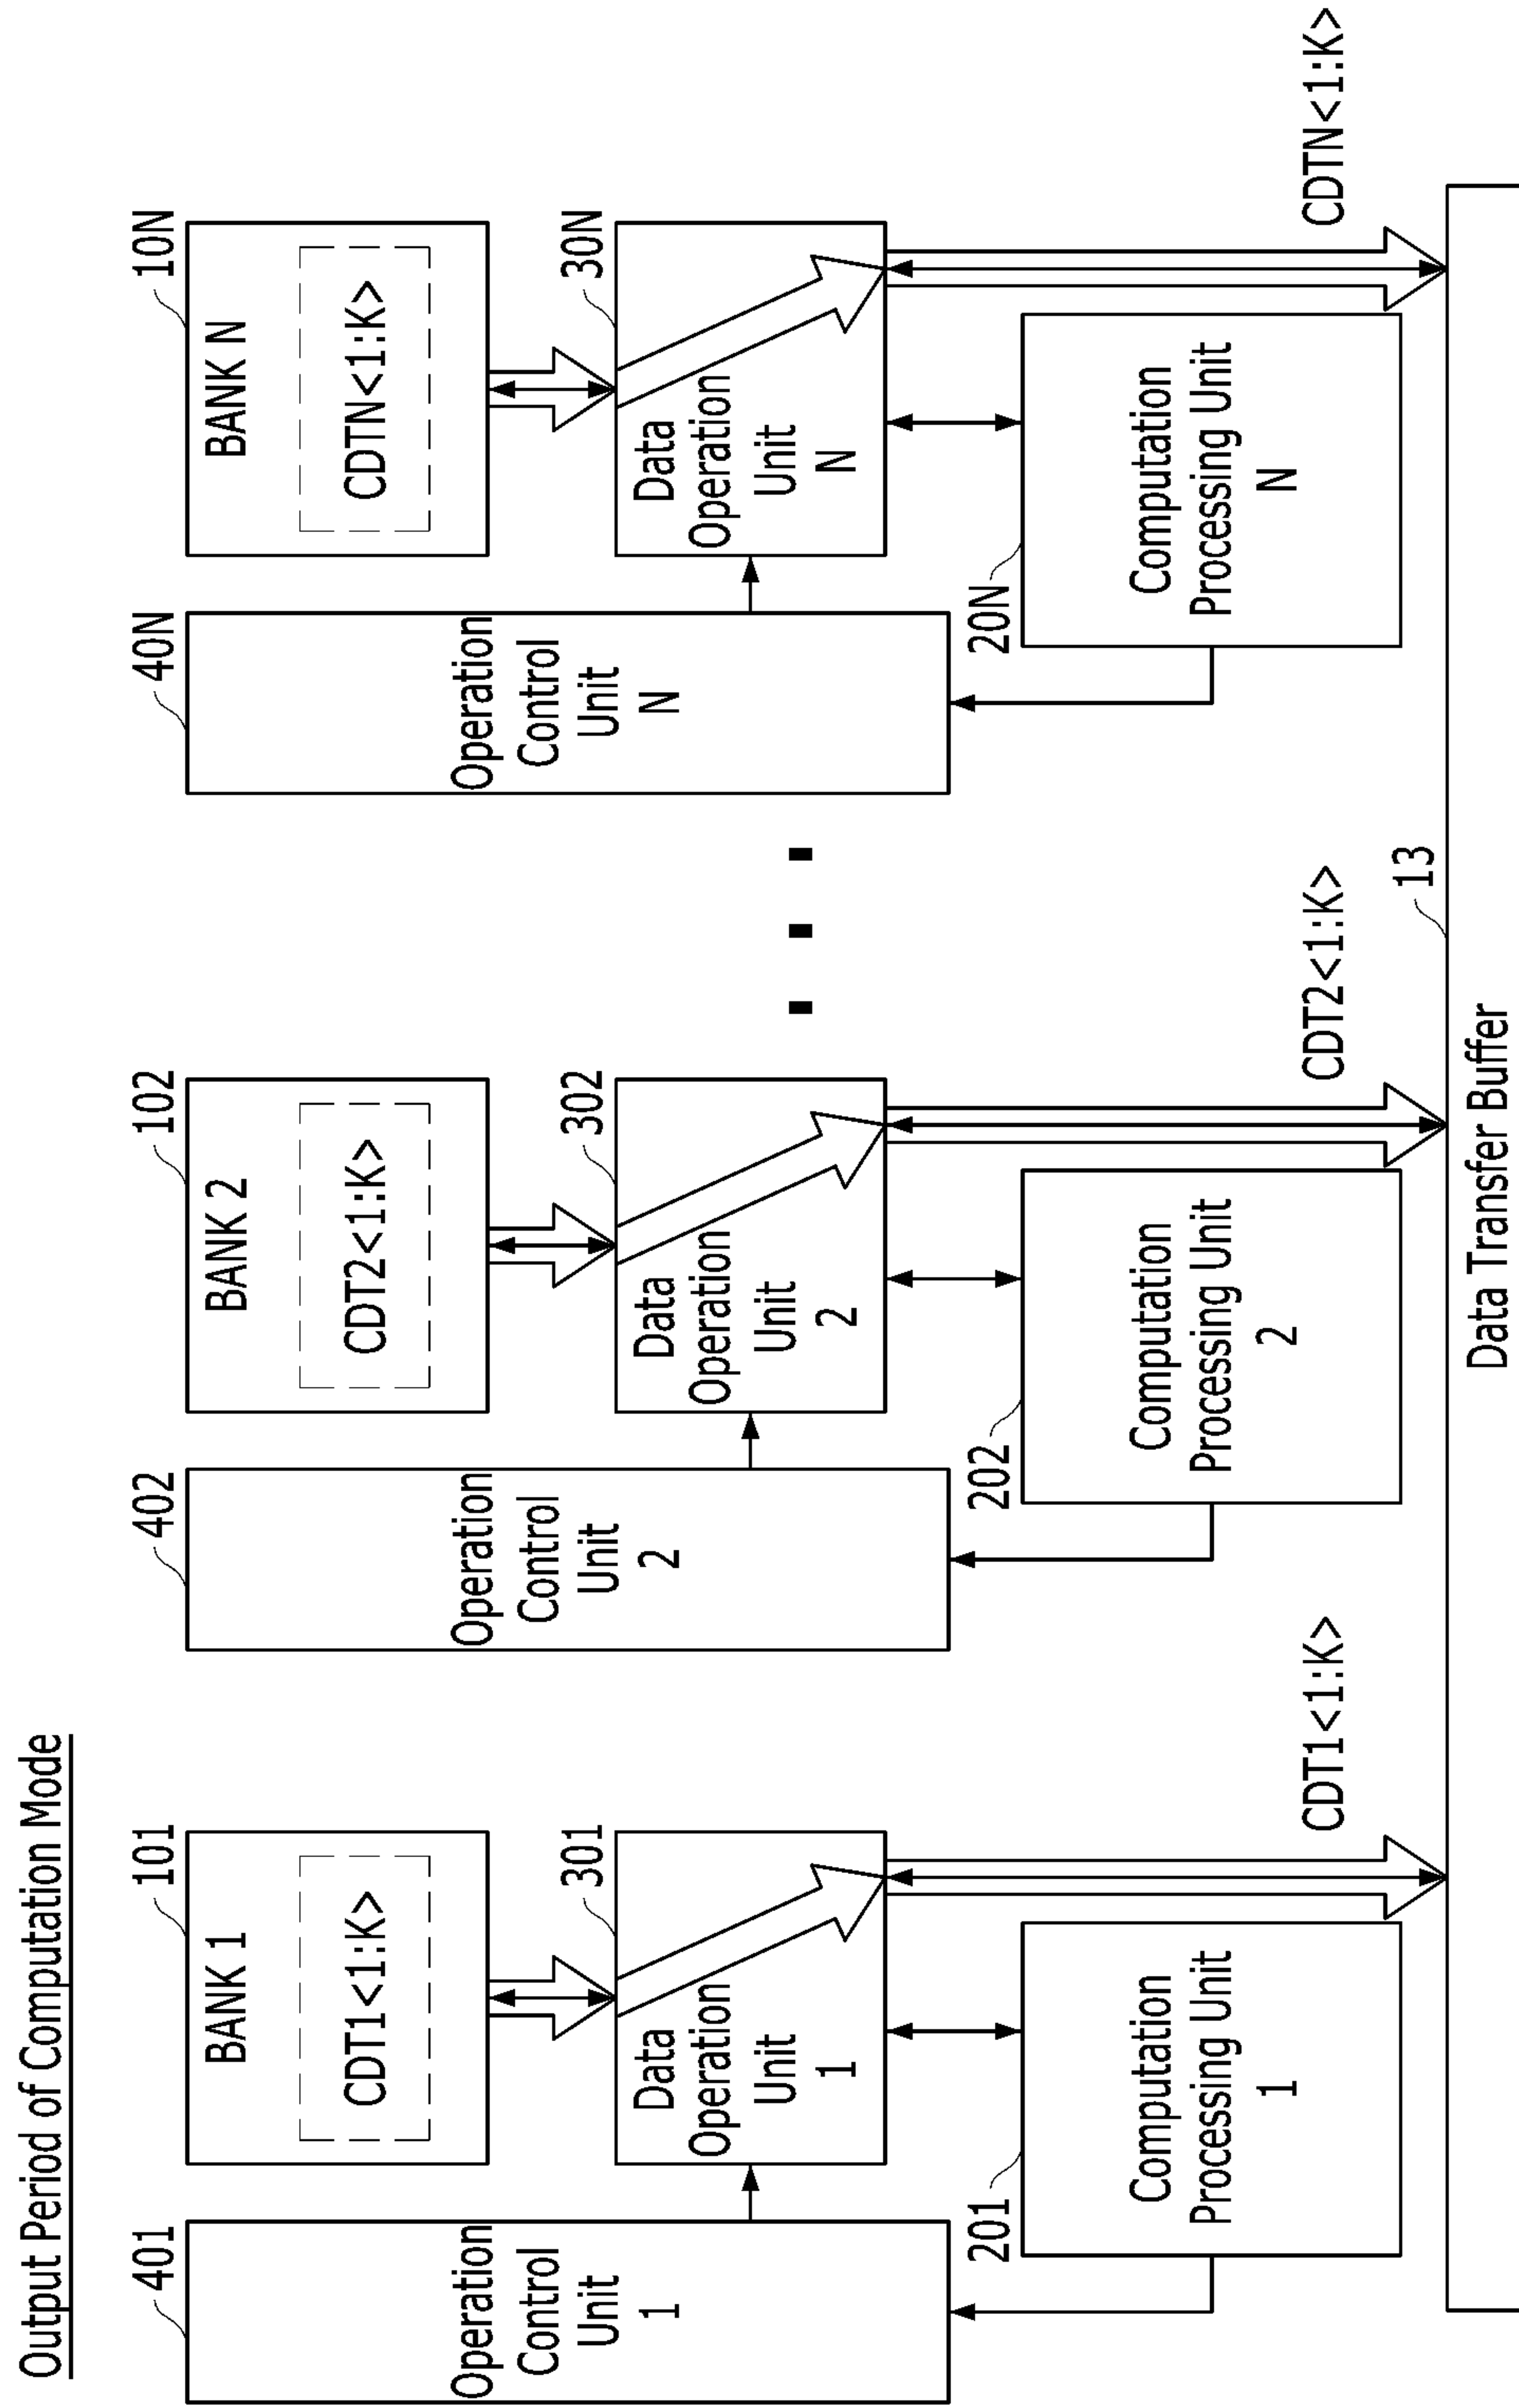 Output Period of Computation Mode
401
101
402
102
40N
10N
BANK 1
BANK 2
BANK N
CDT1<1:K>
CDT2<1:K>
CDTN<1:K>
Operation
Control
Unit
1
301
Data
Operation
Unit
1
Operation
Control
Unit
2
302
Data
Operation
Unit
2
Operation
Control
Unit
N
30N
Data
Operation
Unit
N
201
Computation
Processing Unit
1
202
Computation
Processing Unit
2
20N
Computation
Processing Unit
N
CDT1<1:K>
CDT2<1:K>
CDTN<1:K>
13
Data Transfer Buffer